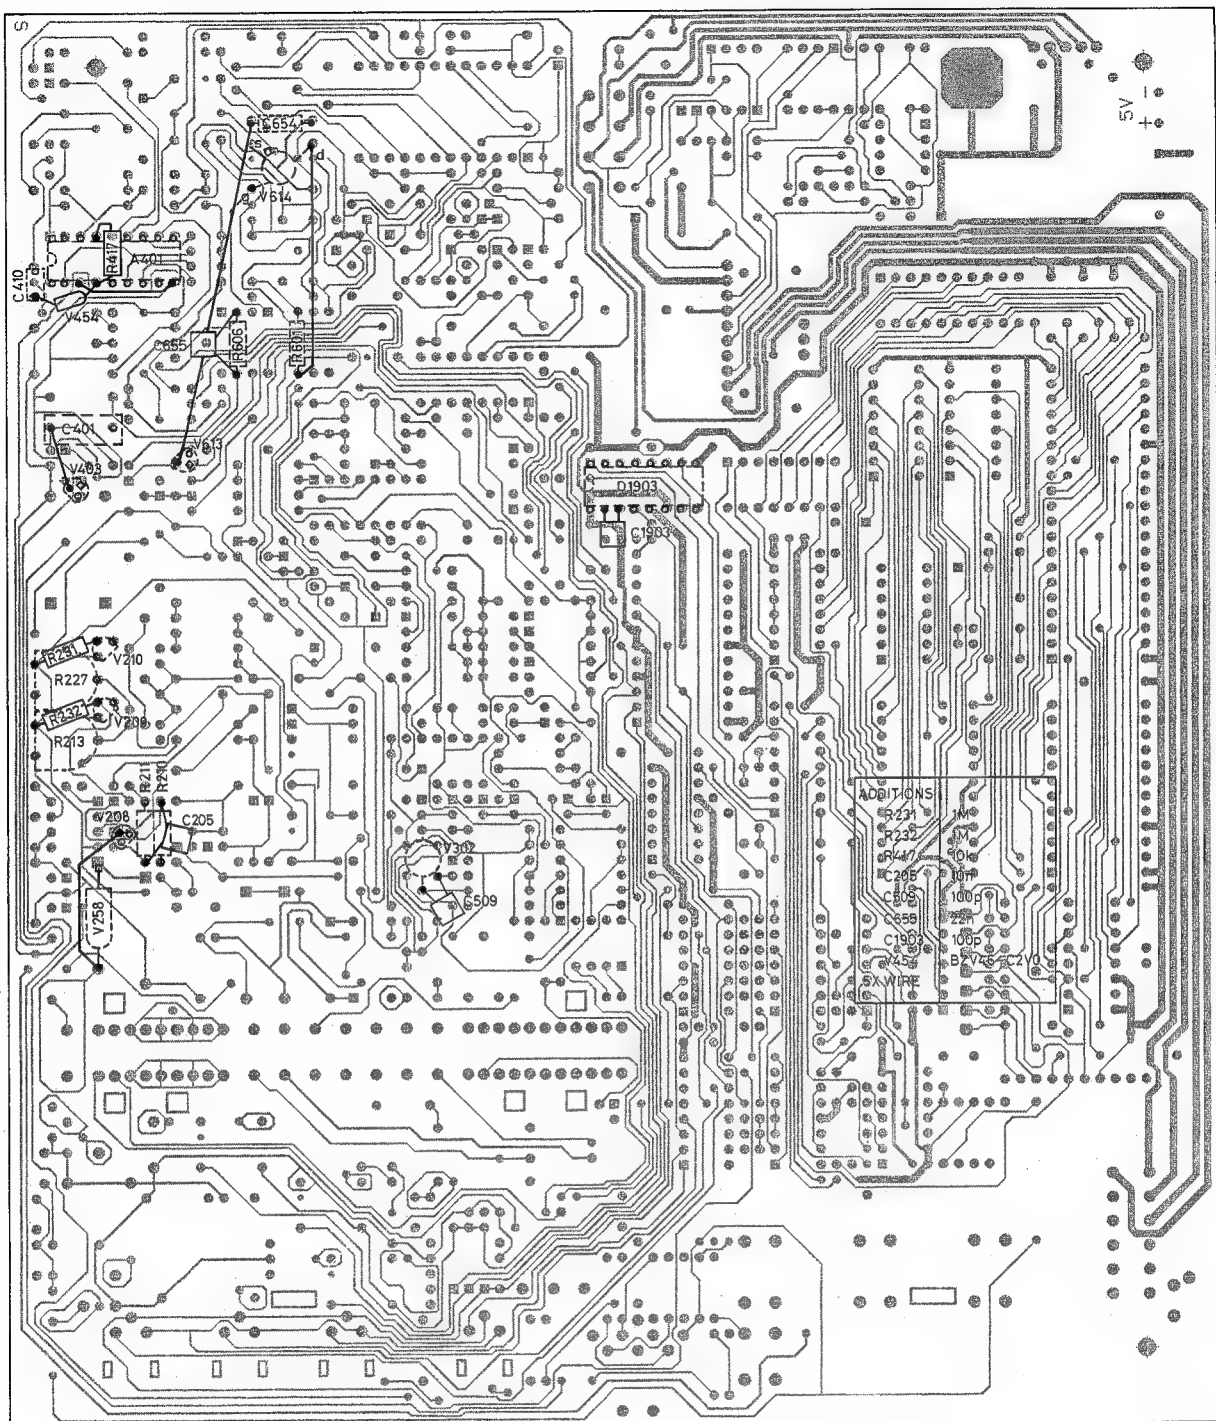 S
5V
+ -
C654
s
d
V614
g
R417
A401
C410
V454
C655
R606
R601
C401
V613
V403
D1903
C1903
R231
V210
R227
R232
V209
R213
R211
R210
V208
C205
V302
C509
V258
ADDITIONS
R231 1M
R232 1M
R417 10k
C205 10n
C509 100p
C655 22n
C1903 100p
V454 BZV46-C2V0
5X WIRE